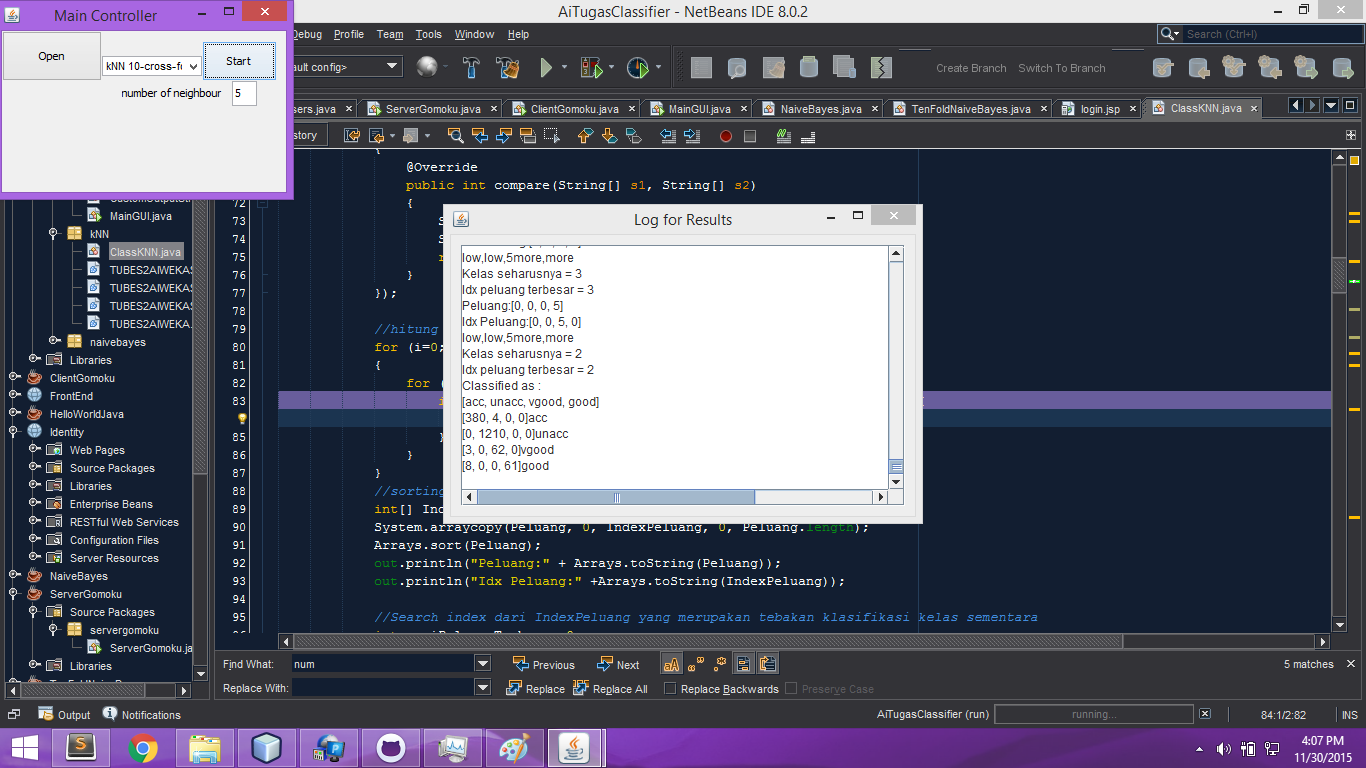 Main Controller
AiTugasClassifier - NetBeans IDE 8.0.2
Debug Profile Team Tools Window Help
Search (Ctrl+I)
Open
kNN 10-cross-f
Start
number of neighbour 5
ault config>
Create Branch Switch To Branch
sers.java
ServerGomoku.java
ClientGomoku.java
MainGUI.java
NaiveBayes.java
TenFoldNaiveBayes.java
login.jsp
ClassKNN.java
story
MainGUI.java
kNN
ClassKNN.java
TUBES2AIWEKAS
TUBES2AIWEKAS
TUBES2AIWEKAS
TUBES2AIWEKA.
naivebayes
Libraries
ClientGomoku
FrontEnd
HelloWorldJava
Identity
Web Pages
Source Packages
Libraries
Enterprise Beans
RESTful Web Services
Configuration Files
Server Resources
NaiveBayes
ServerGomoku
Source Packages
servergomoku
ServerGomoku.ja
Libraries
{
@Override
public int compare(String[] s1, String[] s2)
72 {
73 S
74 S
75 r
76 }
77 });
78
79 //hitung
80 for (i=0;
81 {
82 for (
83 i
85 }
86 }
87 }
88 //sorting
89 int[] Ind
90 System.arraycopy(Peluang, 0, IndexPeluang, 0, Peluang.length);
91 Arrays.sort(Peluang);
92 out.println("Peluang:" + Arrays.toString(Peluang));
93 out.println("Idx Peluang:" +Arrays.toString(IndexPeluang));
94
95 //Search index dari IndexPeluang yang merupakan tebakan klasifikasi kelas sementara
Log for Results
low,low,5more,more
Kelas seharusnya = 3
Idx peluang terbesar = 3
Peluang:[0, 0, 0, 5]
Idx Peluang:[0, 0, 5, 0]
low,low,5more,more
Kelas seharusnya = 2
Idx peluang terbesar = 2
Classified as :
[acc, unacc, vgood, good]
[380, 4, 0, 0]acc
[0, 1210, 0, 0]unacc
[3, 0, 62, 0]vgood
[8, 0, 0, 61]good
Find What: num
Previous Next
5 matches
Replace With:
Replace Replace All Replace Backwards Preserve Case
Output Notifications
AiTugasClassifier (run) running...
84:1/2:82 INS
4:07 PM
11/30/2015